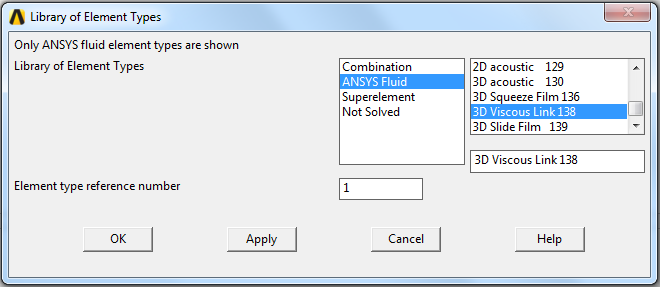 Library of Element Types
Only ANSYS fluid element types are shown
Library of Element Types
Combination
ANSYS Fluid
Superelement
Not Solved
2D acoustic 129
3D acoustic 130
3D Squeeze Film 136
3D Viscous Link 138
3D Slide Film 139
3D Viscous Link 138
Element type reference number
1
OK Apply Cancel Help